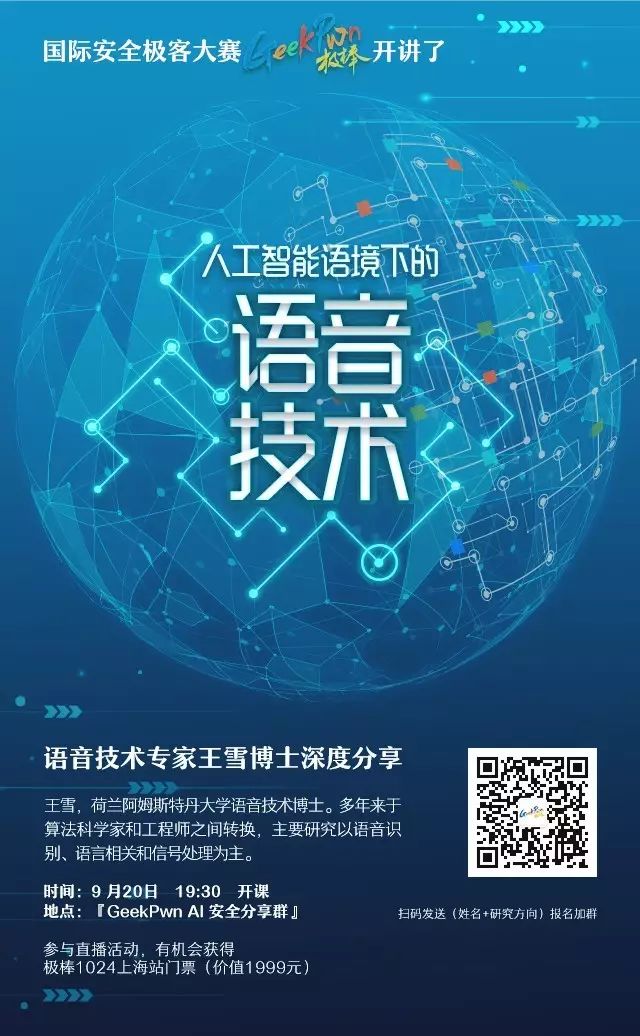 国际安全极客大赛 GeekPwn 极棒 开讲了
人工智能语境下的
语音
技术
语音技术专家王雪博士深度分享
王雪，荷兰阿姆斯特丹大学语音技术博士。多年来于
算法科学家和工程师之间转换，主要研究以语音识
别、语言相关和信号处理为主。
时间：9月20日 19:30 开课
地点：『GeekPwn AI 安全分享群』
扫码发送（姓名+研究方向）报名加群
参与直播活动，有机会获得
极棒1024上海站门票（价值1999元）